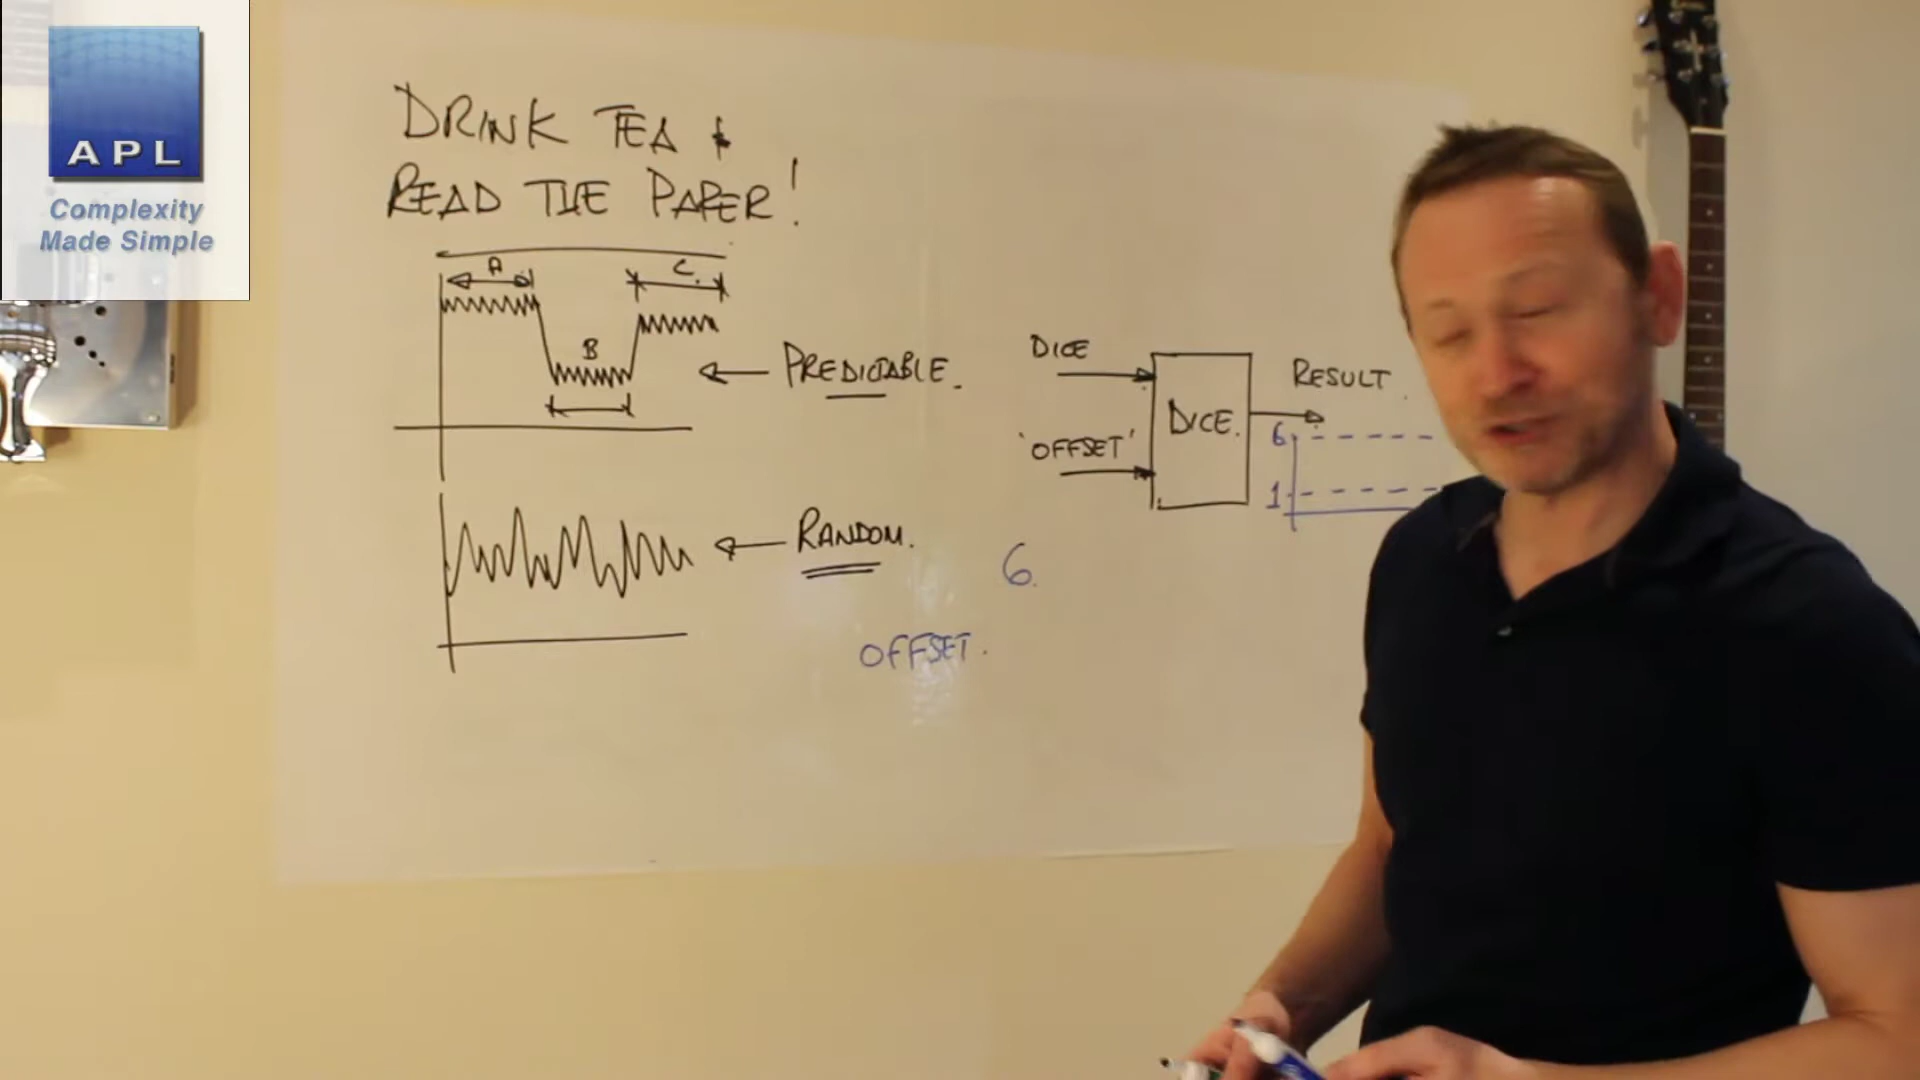 APL
Complexity
Made Simple
DRINK TEA &
READ THE PAPER!
A
C.
B
PREDICTABLE.
RANDOM.
DICE
'OFFSET'
DICE.
RESULT.
6
1
6.
OFFSET.